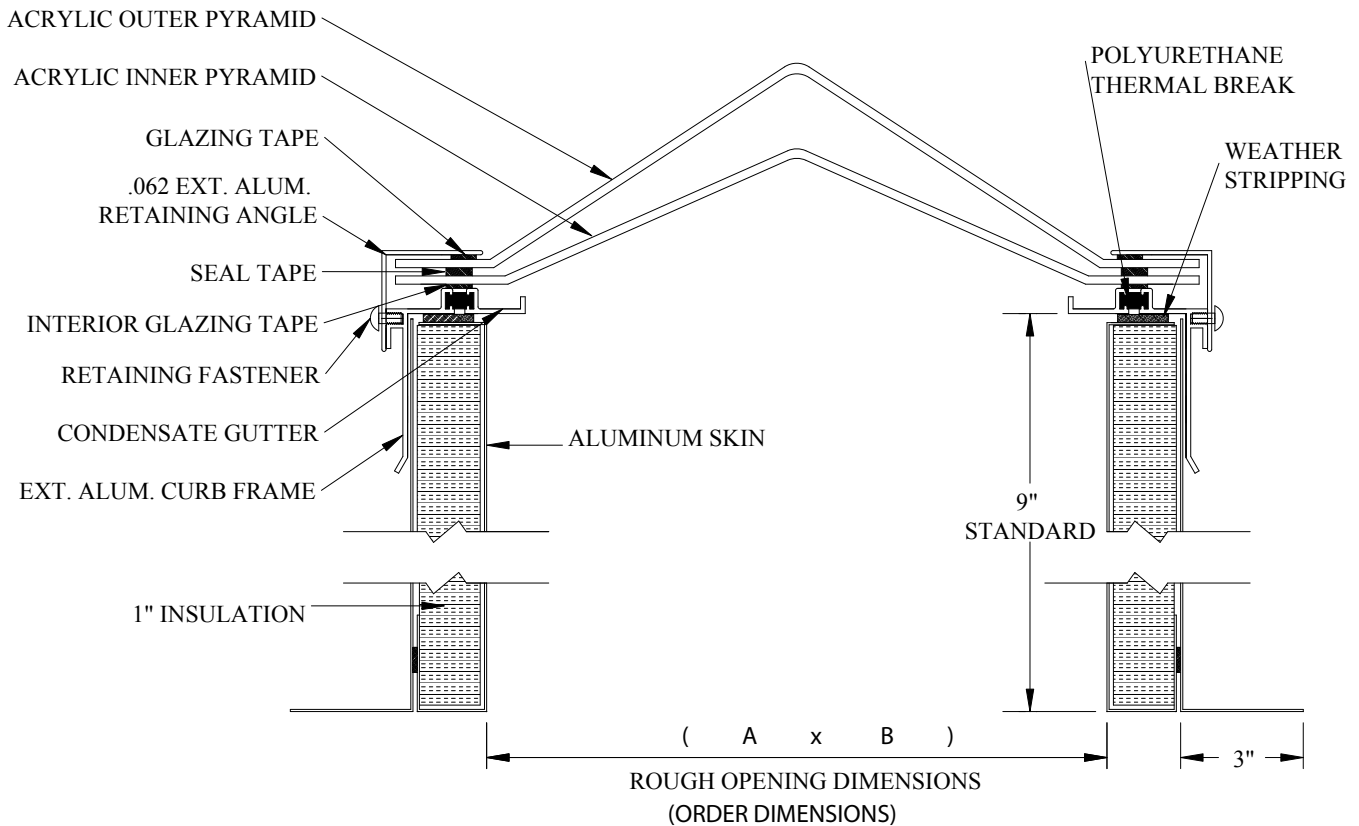 ACRYLIC OUTER PYRAMID
ACRYLIC INNER PYRAMID
GLAZING TAPE
.062 EXT. ALUM.
RETAINING ANGLE
SEAL TAPE
INTERIOR GLAZING TAPE
RETAINING FASTENER
CONDENSATE GUTTER
EXT. ALUM. CURB FRAME
1" INSULATION
ALUMINUM SKIN
POLYURETHANE
THERMAL BREAK
WEATHER
STRIPPING
9"
STANDARD
( A x B )
ROUGH OPENING DIMENSIONS
(ORDER DIMENSIONS)
3"